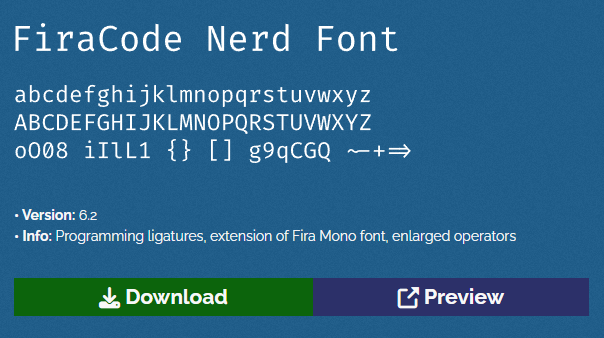 FiraCode Nerd Font
abcdefghijklmnopqrstuvwxyz
ABCDEFGHIJKLMNOPQRSTUVWXYZ
oO08 iIlL1 {} [] g9qCGQ ~-+=>
• Version: 6.2
• Info: Programming ligatures, extension of Fira Mono font, enlarged operators
Download
Preview